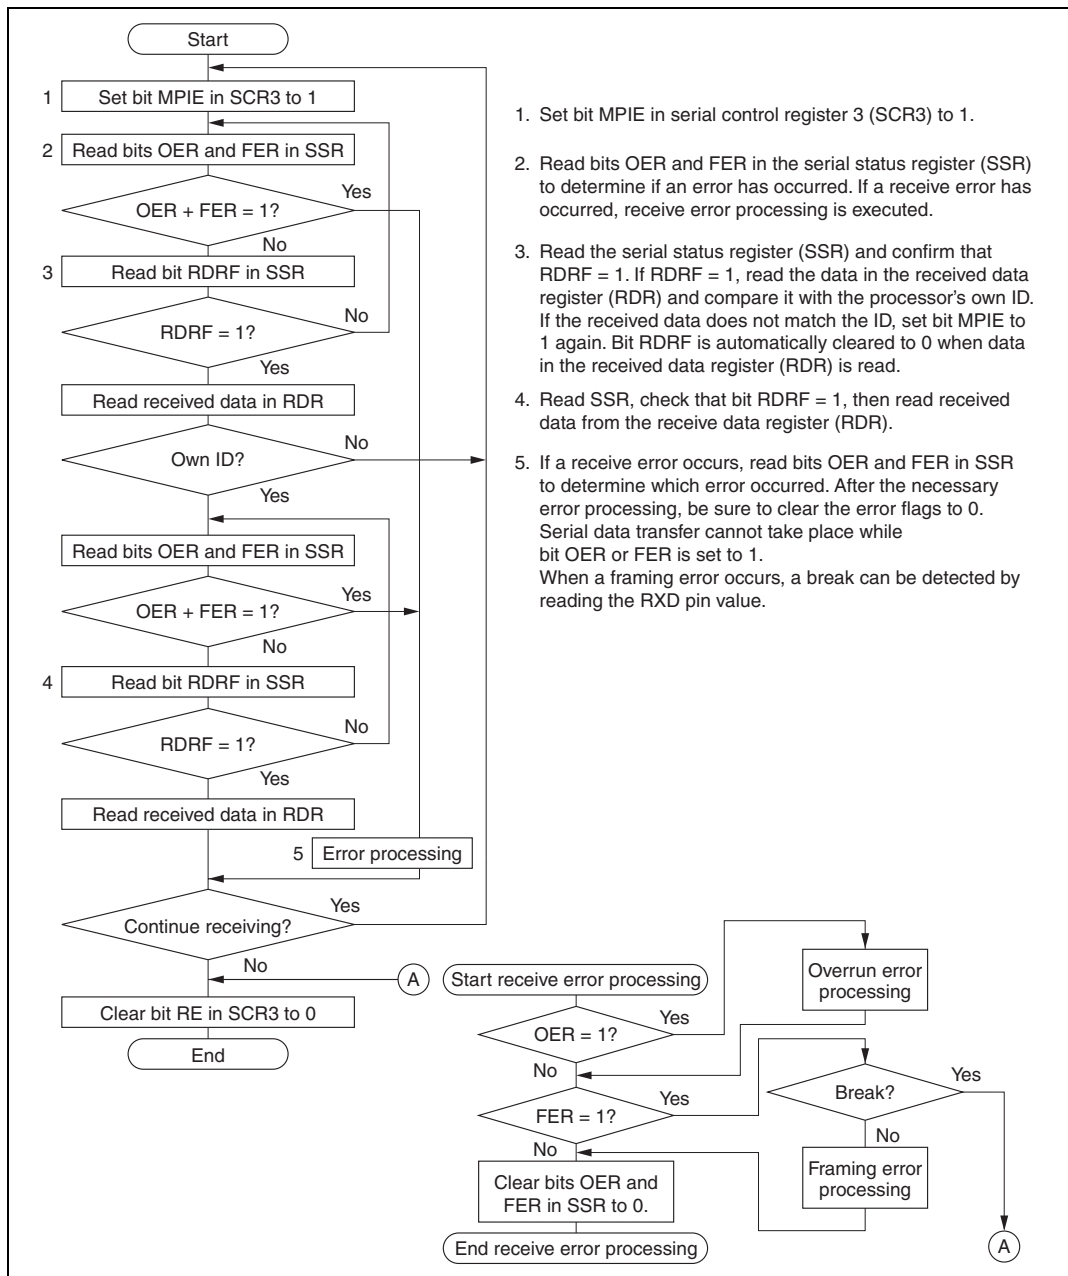 Start
1 Set bit MPIE in SCR3 to 1
2 Read bits OER and FER in SSR
Yes
OER + FER = 1?
No
3 Read bit RDRF in SSR
No
RDRF = 1?
Yes
Read received data in RDR
No
Own ID?
Yes
Read bits OER and FER in SSR
Yes
OER + FER = 1?
No
4 Read bit RDRF in SSR
No
RDRF = 1?
Yes
Read received data in RDR
5 Error processing
Yes
Continue receiving?
No
A
Clear bit RE in SCR3 to 0
End
1. Set bit MPIE in serial control register 3 (SCR3) to 1.
2. Read bits OER and FER in the serial status register (SSR)
to determine if an error has occurred. If a receive error has
occurred, receive error processing is executed.
3. Read the serial status register (SSR) and confirm that
RDRF = 1. If RDRF = 1, read the data in the received data
register (RDR) and compare it with the processor's own ID.
If the received data does not match the ID, set bit MPIE to
1 again. Bit RDRF is automatically cleared to 0 when data
in the received data register (RDR) is read.
4. Read SSR, check that bit RDRF = 1, then read received
data from the receive data register (RDR).
5. If a receive error occurs, read bits OER and FER in SSR
to determine which error occurred. After the necessary
error processing, be sure to clear the error flags to 0.
Serial data transfer cannot take place while
bit OER or FER is set to 1.
When a framing error occurs, a break can be detected by
reading the RXD pin value.
Start receive error processing
Overrun error
processing
Yes
OER = 1?
No
Yes
Yes
Break?
FER = 1?
No
No
Clear bits OER and
FER in SSR to 0.
Framing error
processing
End receive error processing
A